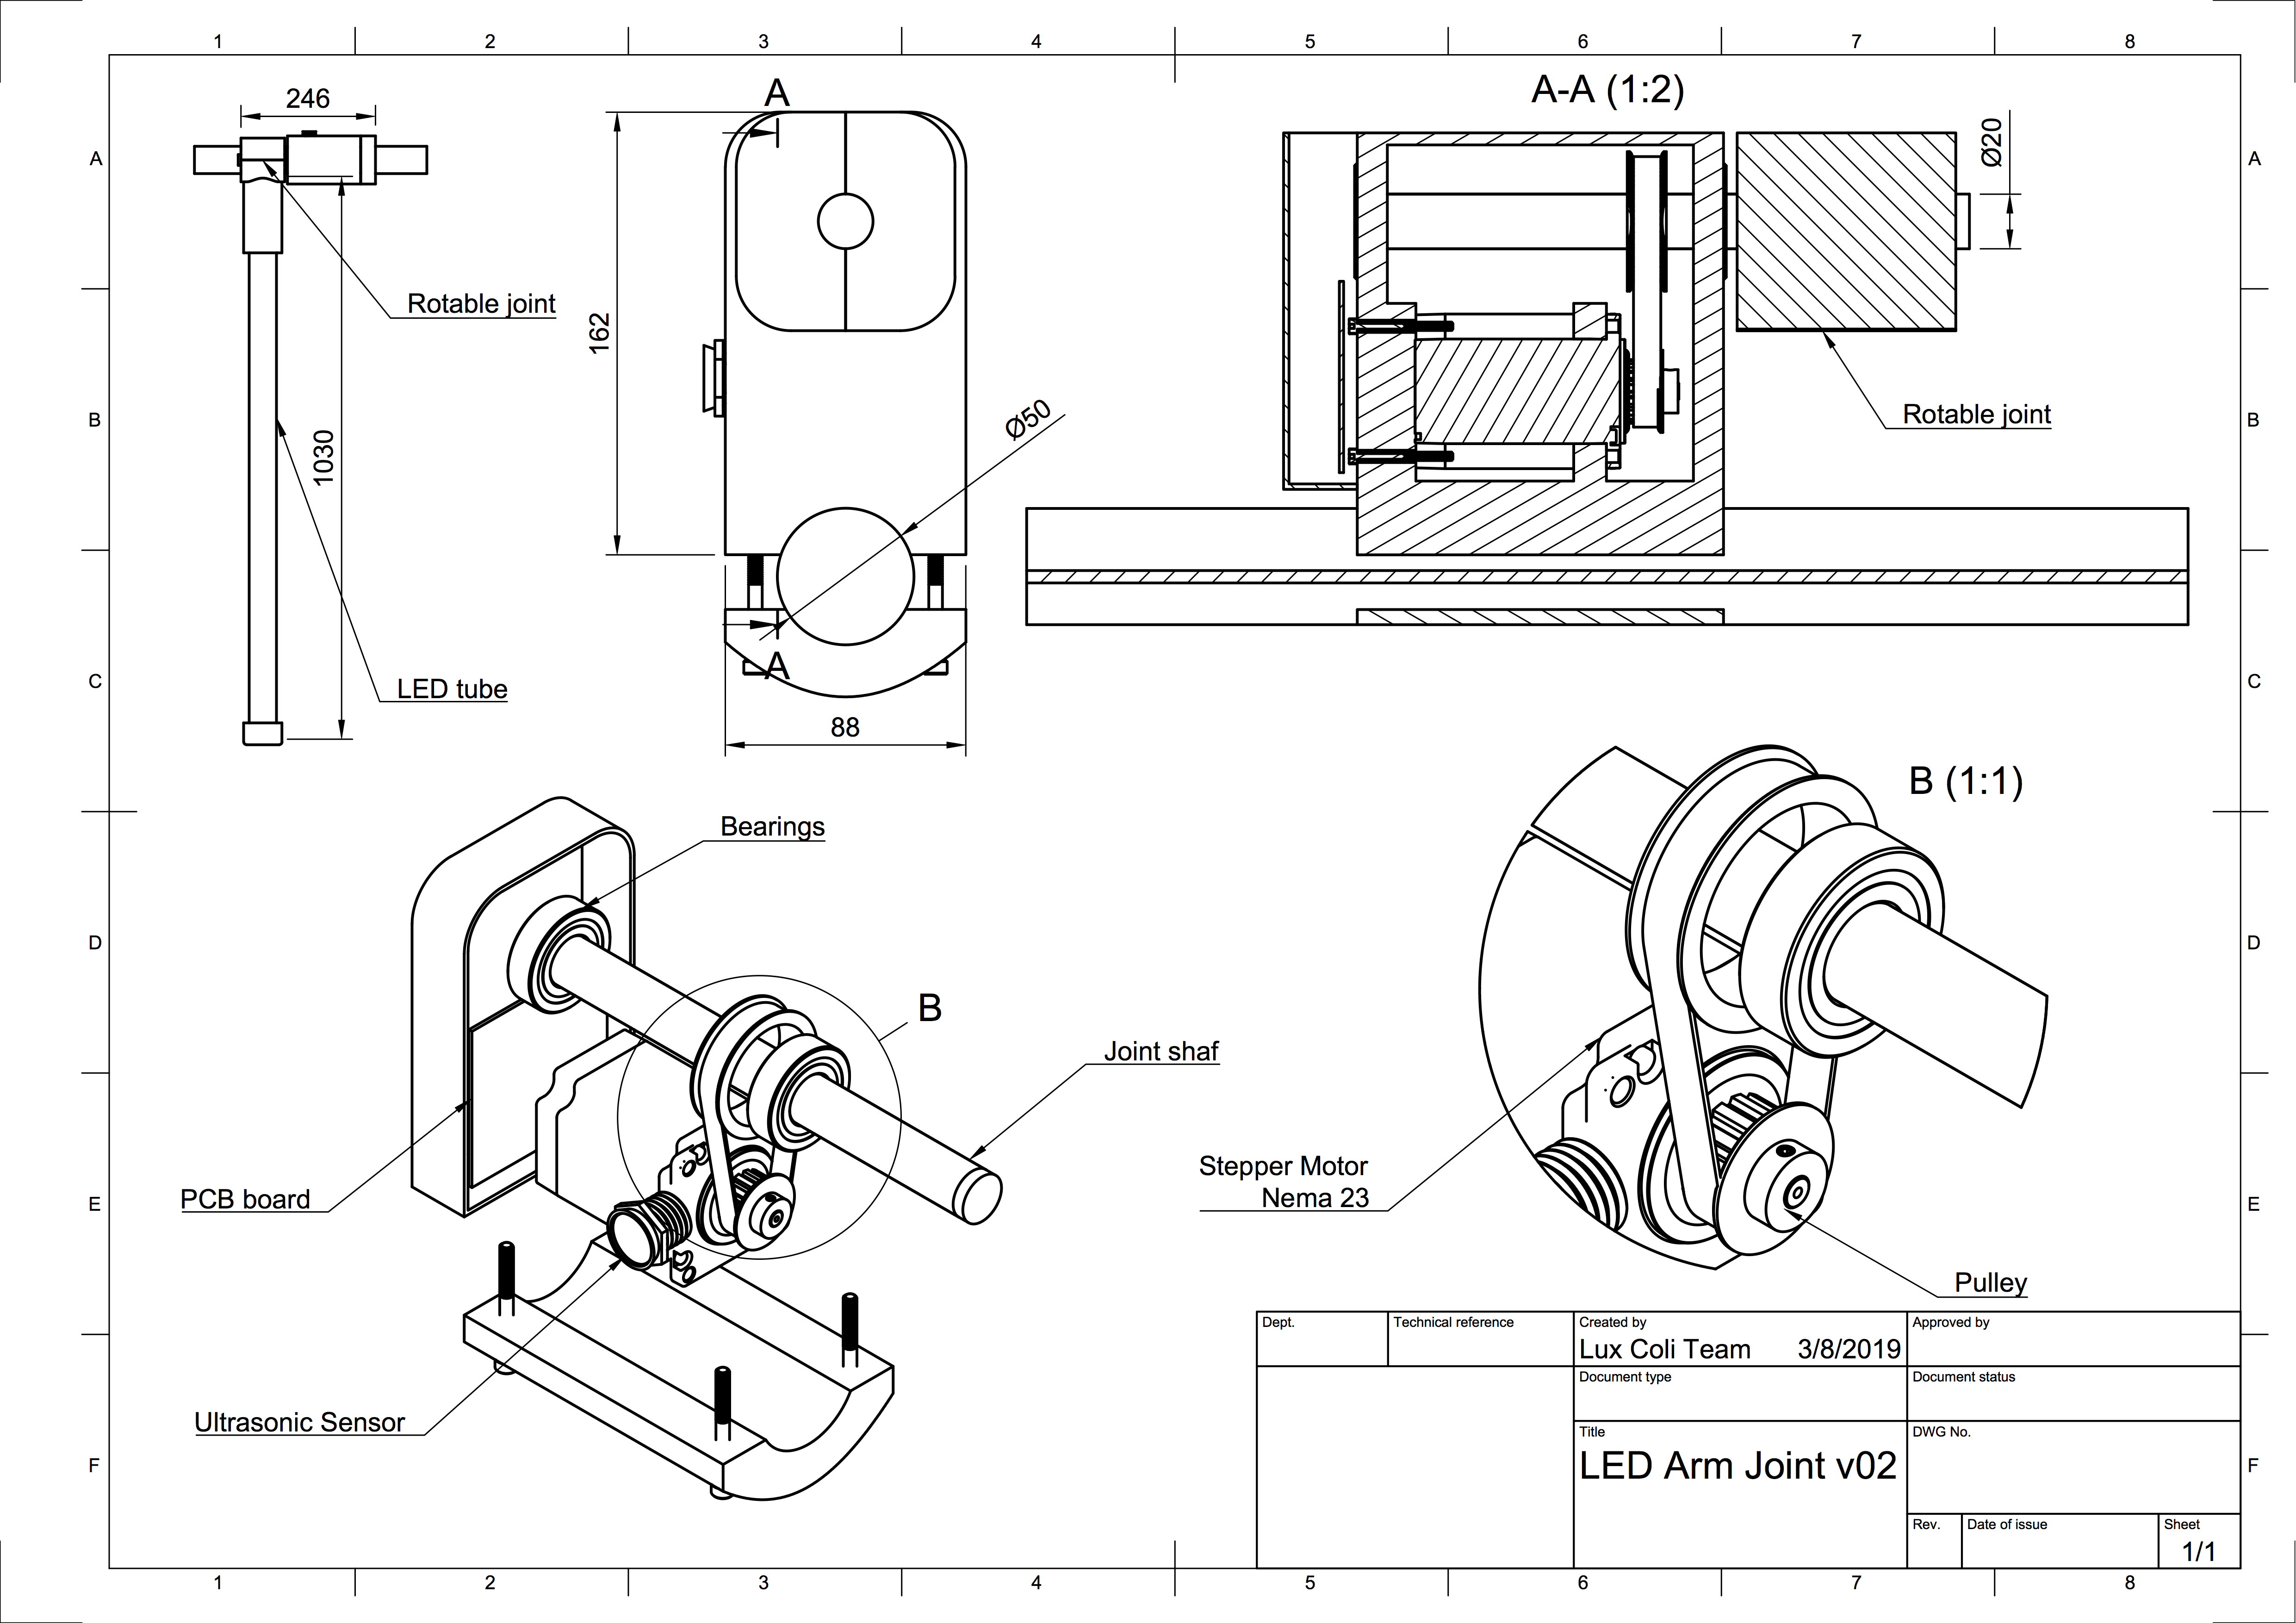 1 2 3 4 5 6 7 8
A
A
B
B
C
C
D
D
E
E
F
F
246
1030
Rotable joint
LED tube
A
162
Ø50
A
88
A-A (1:2)
Ø20
Rotable joint
Bearings
B
Joint shaf
PCB board
Ultrasonic Sensor
B (1:1)
Stepper Motor
Nema 23
Pulley
Dept.
Technical reference
Created by
Lux Coli Team 3/8/2019
Approved by
Document type
Document status
Title
LED Arm Joint v02
DWG No.
Rev.
Date of issue
Sheet
1/1
1 2 3 4 5 6 7 8